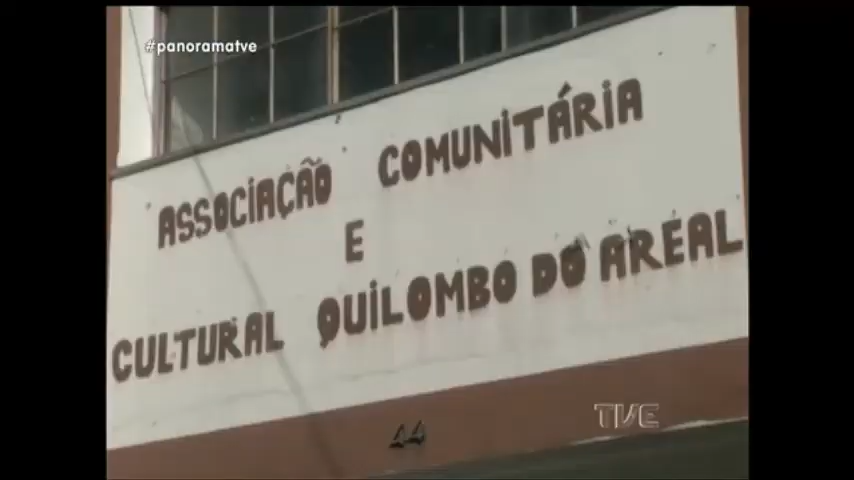 #panoramatve
ASSOCIAÇÃO COMUNITÁRIA
E
CULTURAL QUILOMBO DO AREAL
44
TVE